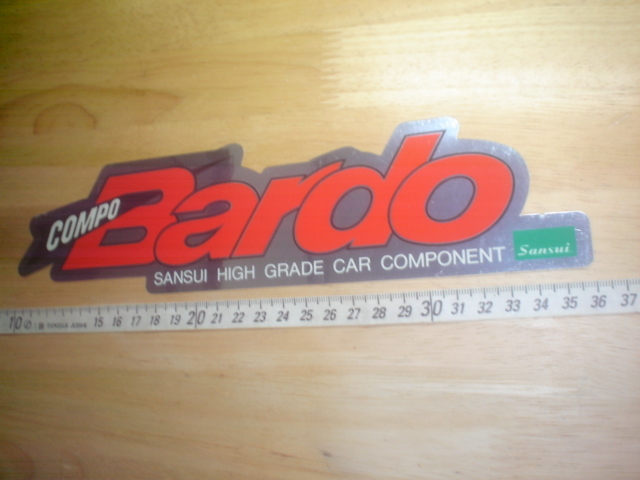 COMPO
Bardo
SANSUI HIGH GRADE CAR COMPONENT
Sansui
10 15 16 17 18 19 20 21 22 23 24 25 26 27 28 29 30 31 32 33 34 35 36 37